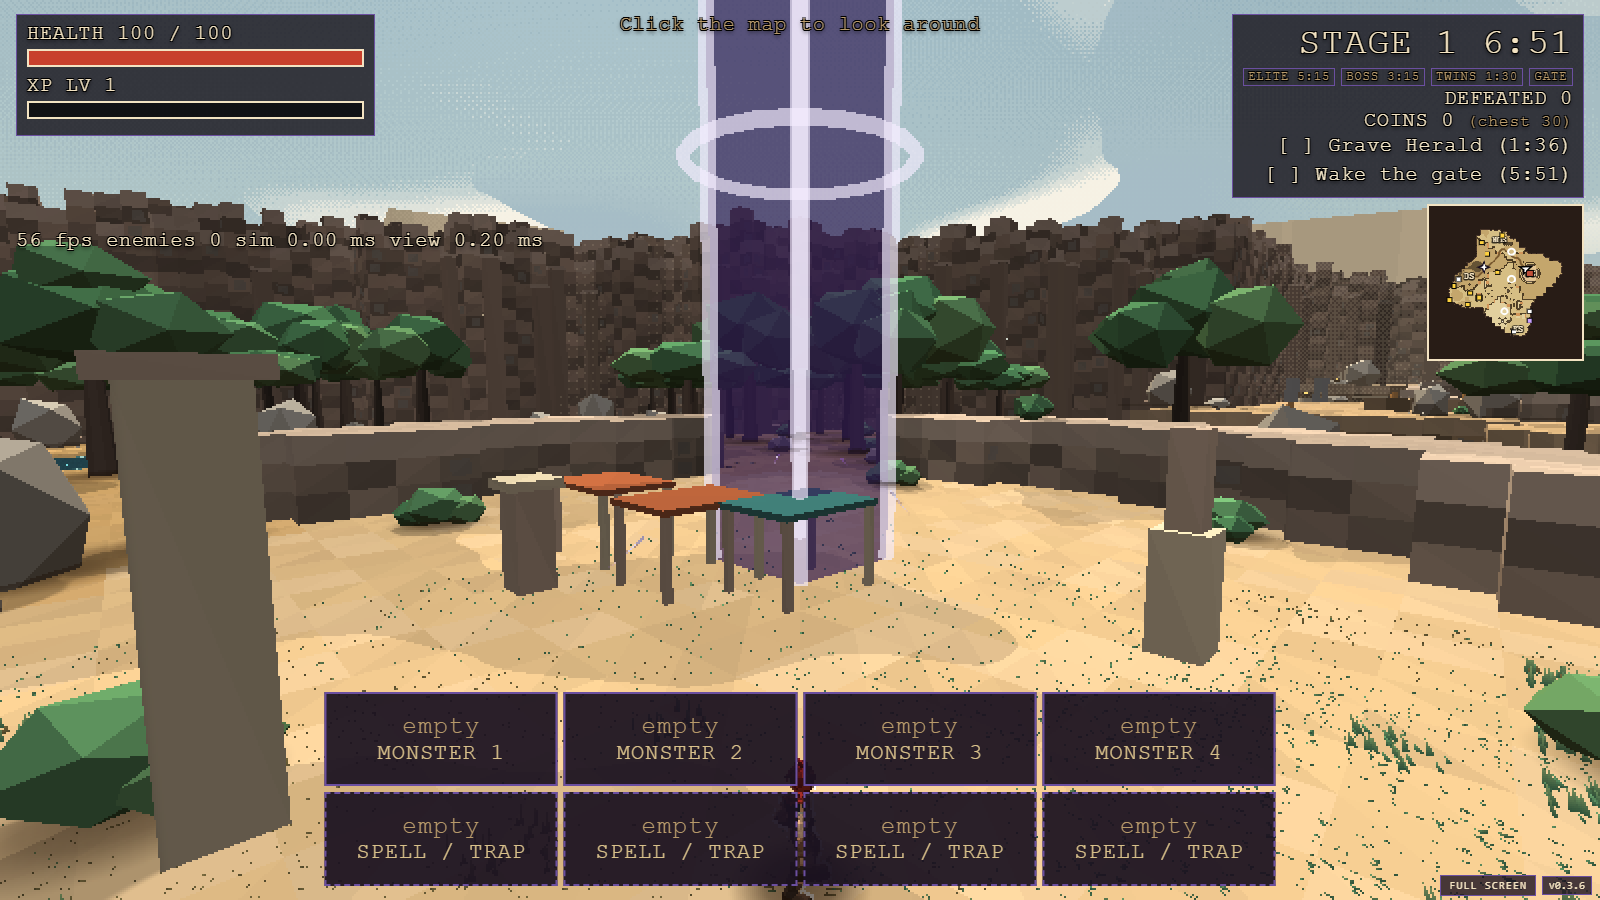 HEALTH 100 / 100
XP LV 1
Click the map to look around
STAGE 1 6:51
ELITE 5:15 BOSS 3:15 TWINS 1:30 GATE
DEFEATED 0
COINS 0 (chest 30)
[ ] Grave Herald (1:36)
[ ] Wake the gate (5:51)
56 fps enemies 0 sim 0.00 ms view 0.20 ms
empty
MONSTER 1
empty
MONSTER 2
empty
MONSTER 3
empty
MONSTER 4
empty
SPELL / TRAP
empty
SPELL / TRAP
empty
SPELL / TRAP
empty
SPELL / TRAP
FULL SCREEN
v0.3.6